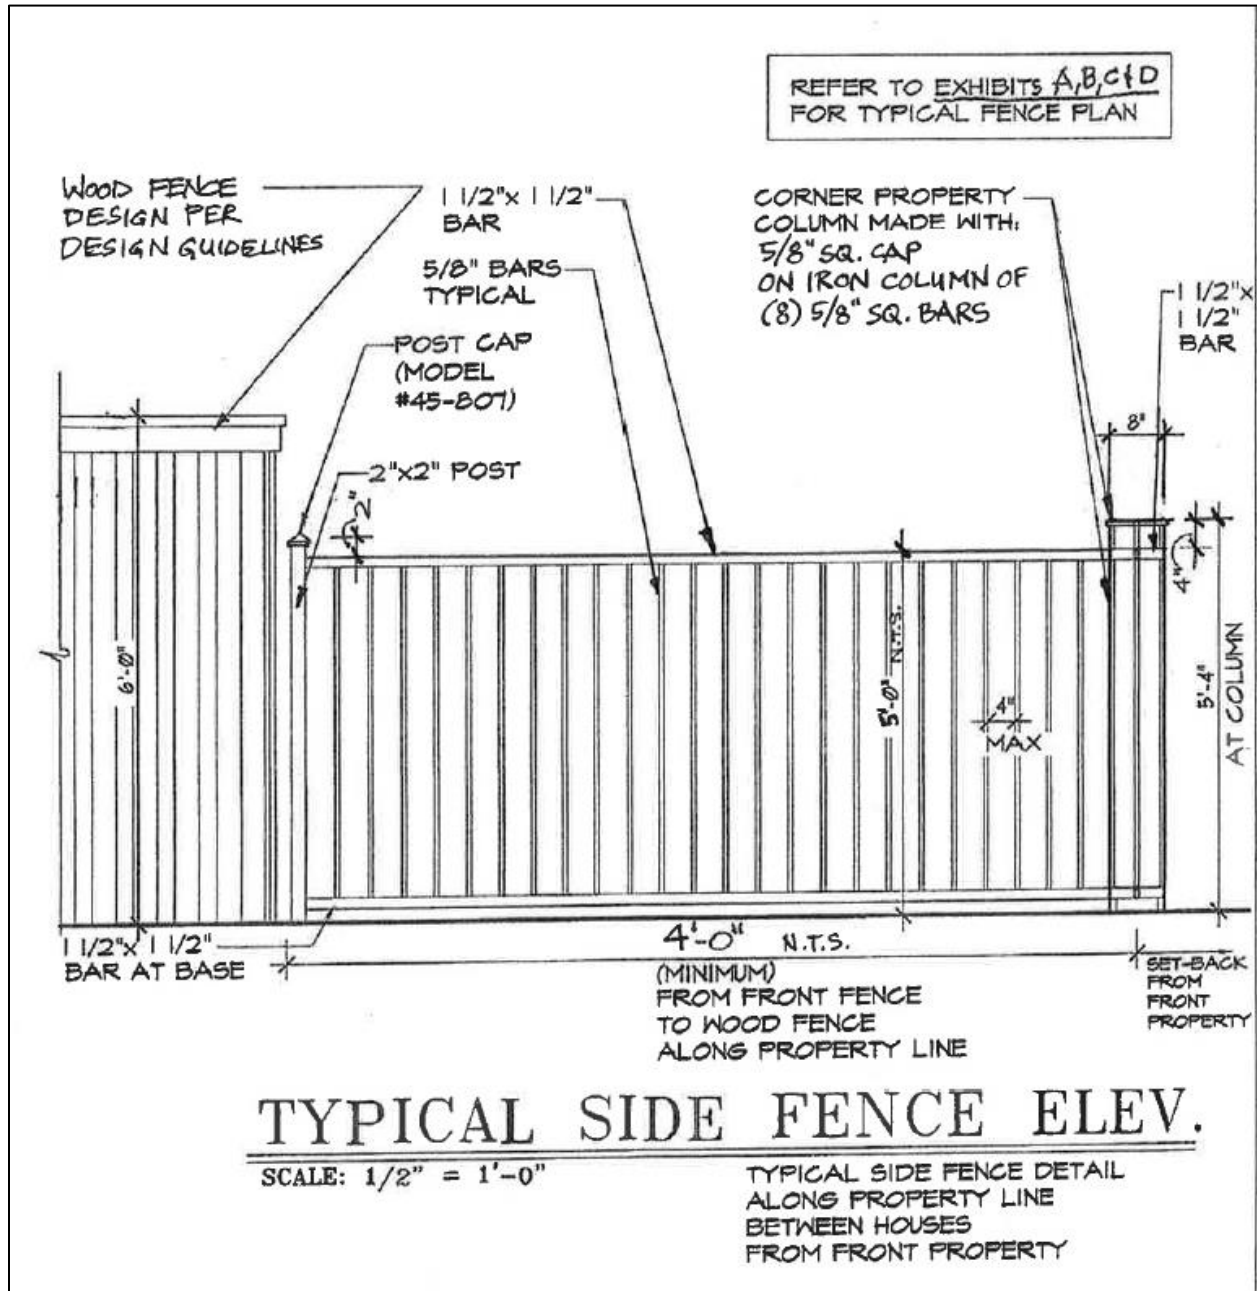 REFER TO EXHIBITS A,B,C&D
FOR TYPICAL FENCE PLAN
WOOD FENCE
DESIGN PER
DESIGN GUIDELINES
1 1/2"x 1 1/2"
BAR
5/8" BARS
TYPICAL
POST CAP
(MODEL
#45-807)
2"x2" POST
2"
CORNER PROPERTY
COLUMN MADE WITH:
5/8" SQ. CAP
ON IRON COLUMN OF
(8) 5/8" SQ. BARS
1 1/2"x
1 1/2"
BAR
8"
4"
6'-0"
5'-0" N.T.S.
4"
MAX
5'-4"
AT COLUMN
1 1/2"x 1 1/2"
BAR AT BASE
4'-0" N.T.S.
(MINIMUM)
FROM FRONT FENCE
TO WOOD FENCE
ALONG PROPERTY LINE
SET-BACK
FROM
FRONT
PROPERTY
TYPICAL SIDE FENCE ELEV.
SCALE: 1/2" = 1'-0"
TYPICAL SIDE FENCE DETAIL
ALONG PROPERTY LINE
BETWEEN HOUSES
FROM FRONT PROPERTY